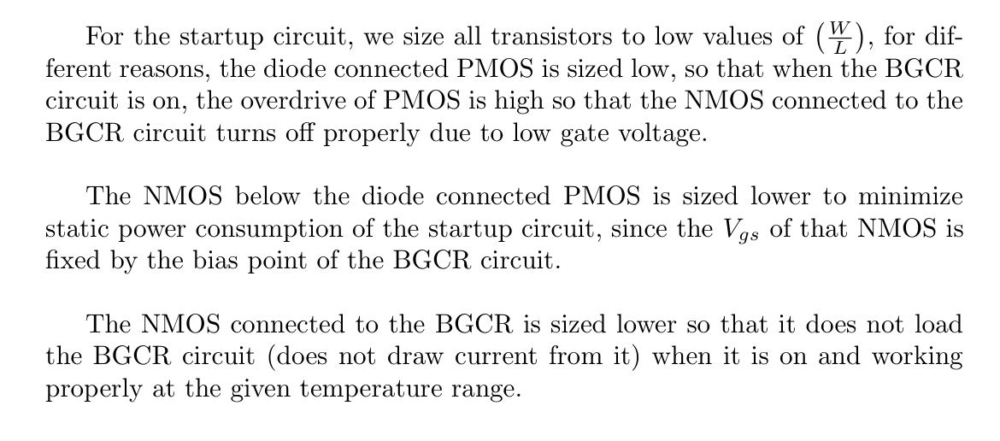 For the startup circuit, we size all transistors to low values of (W/L), for dif-
ferent reasons, the diode connected PMOS is sized low, so that when the BGCR
circuit is on, the overdrive of PMOS is high so that the NMOS connected to the
BGCR circuit turns off properly due to low gate voltage.
The NMOS below the diode connected PMOS is sized lower to minimize
static power consumption of the startup circuit, since the Vgs of that NMOS is
fixed by the bias point of the BGCR circuit.
The NMOS connected to the BGCR is sized lower so that it does not load
the BGCR circuit (does not draw current from it) when it is on and working
properly at the given temperature range.